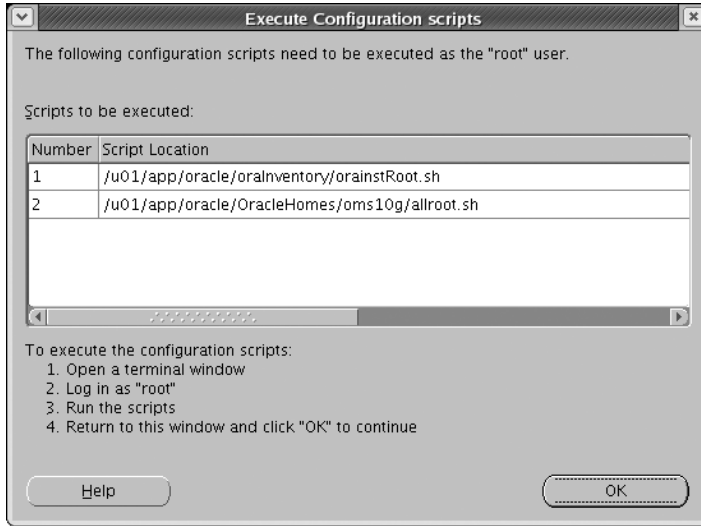 Execute Configuration scripts
The following configuration scripts need to be executed as the "root" user.
Scripts to be executed:
Number Script Location
1 /u01/app/oracle/oraInventory/orainstRoot.sh
2 /u01/app/oracle/OracleHomes/oms10g/allroot.sh
To execute the configuration scripts:
1. Open a terminal window
2. Log in as "root"
3. Run the scripts
4. Return to this window and click "OK" to continue
Help OK